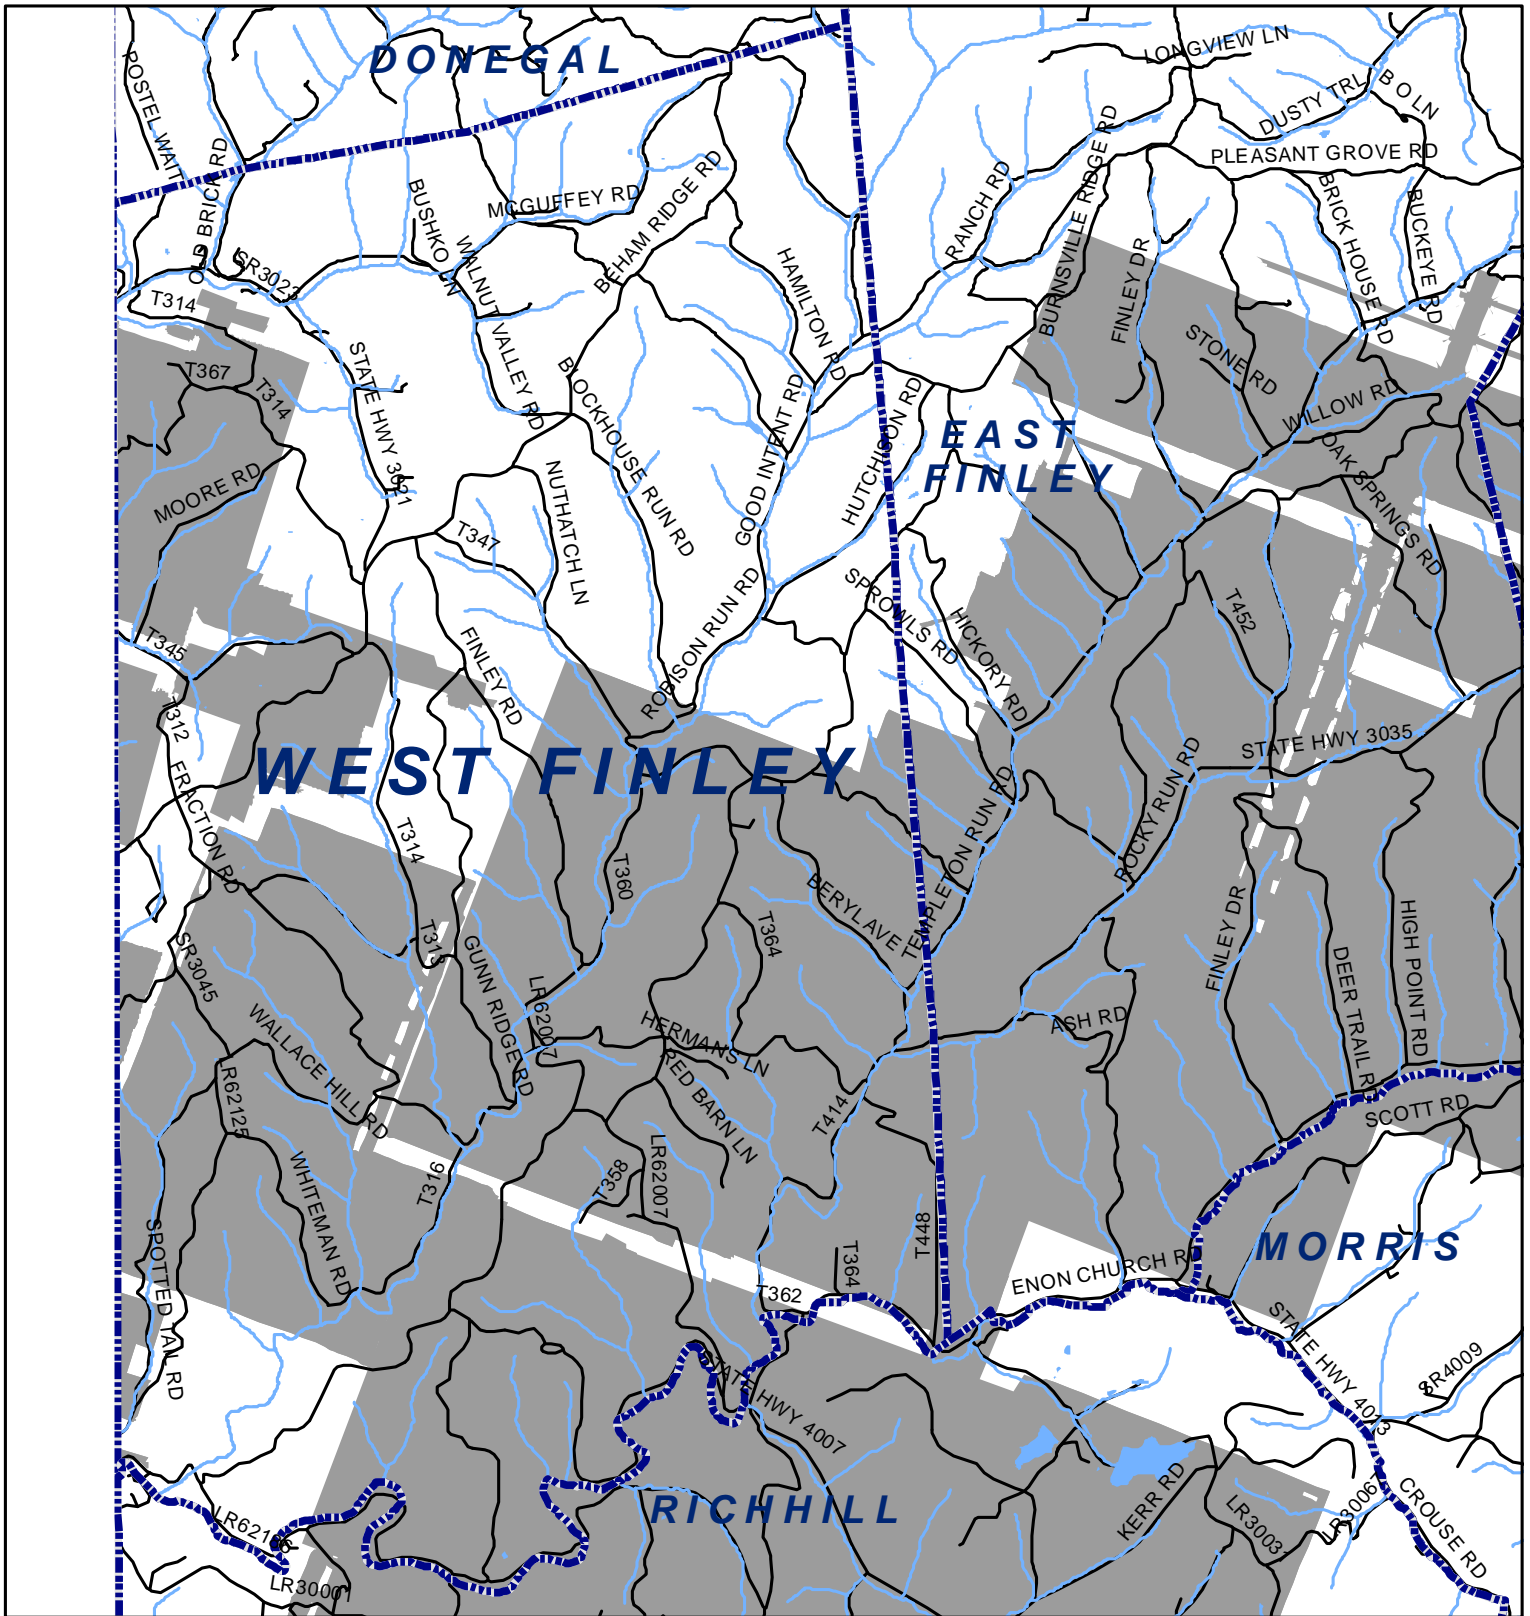 DONEGAL
LONGVIEW LN
POSTEL WAIT
DUSTY TRL
B O LN
OLD BRICK RD
BURNSVILLE RIDGE RD
PLEASANT GROVE RD
MCGUFFEY RD
BEHAM RIDGE RD
RANCH RD
BRICK HOUSE RD
BUCKEYE RD
BUSHKO LN
WALNUT VALLEY RD
HAMILTON RD
FINLEY DR
SR3023
T314
STATE HWY 3021
STONE RD
T367
T314
BLOCKHOUSE RUN RD
GOOD INTENT RD
HUTCHISON RD
WILLOW RD
EAST
FINLEY
OAK SPRINGS RD
MOORE RD
NUTHATCH LN
T347
ROBISON RUN RD
SPROWLS RD
HICKORY RD
T452
T345
FINLEY RD
T312
WEST FINLEY
STATE HWY 3035
FRACTION RD
T314
T360
TEMPLETON RUN RD
ROCKY RUN RD
BERYL AVE
T364
FINLEY DR
HIGH POINT RD
DEER TRAIL RD
T313
SR3045
GUNN RIDGE RD
LR62007
WALLACE HILL RD
HERMANS LN
ASH RD
RED BARN LN
LR62125
T414
SCOTT RD
T316
WHITEMAN RD
T358
LR62007
T448
MORRIS
SPOTTED TAIL RD
T364
ENON CHURCH RD
T362
STATE HWY 4013
STATE HWY 4007
SR4009
RICHHILL
KERR RD
LR30031
LR30067
CROUSE RD
LR62166
LR30001